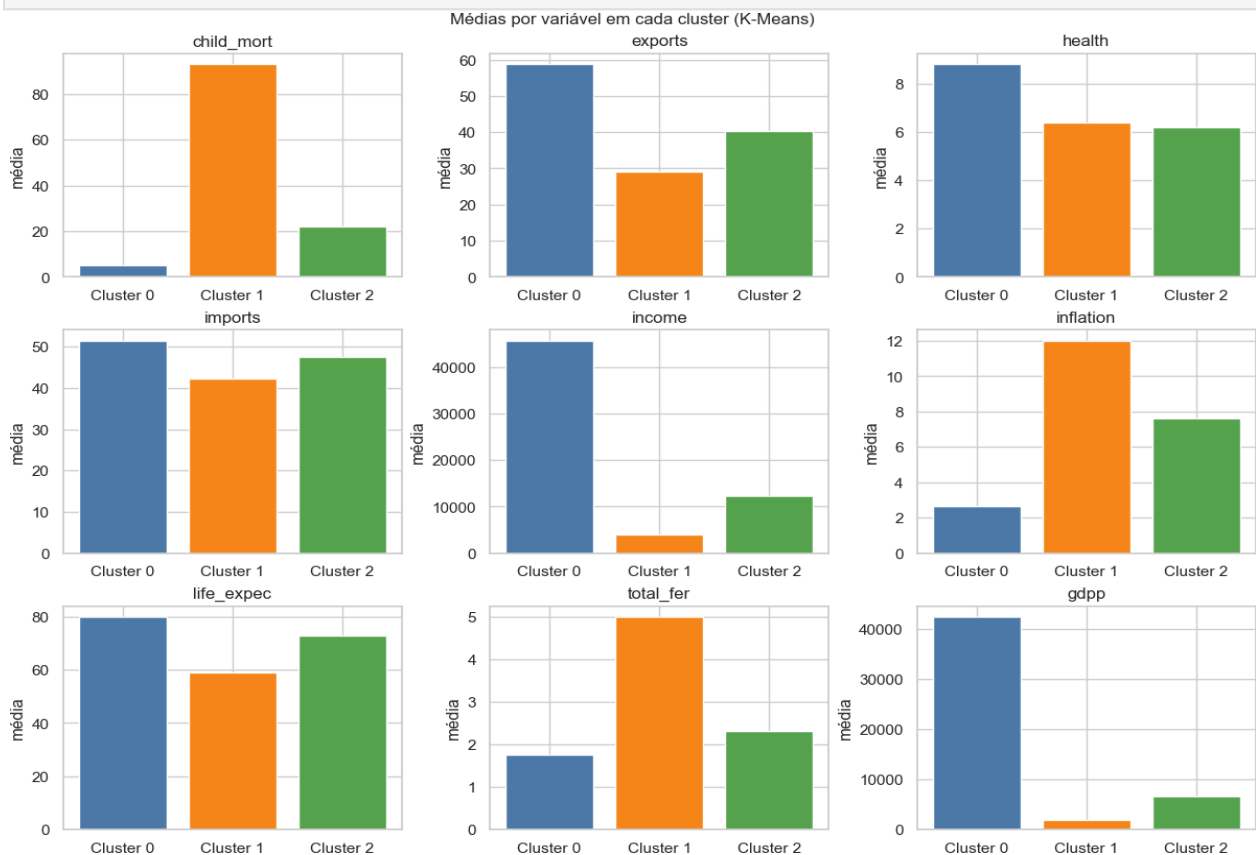 Médias por variável em cada cluster (K-Means)
child_mort
exports
health
média
80
60
40
20
0
média
60
50
40
30
20
10
0
média
8
6
4
2
0
Cluster 0 Cluster 1 Cluster 2
Cluster 0 Cluster 1 Cluster 2
Cluster 0 Cluster 1 Cluster 2
imports
income
inflation
média
50
40
30
20
10
0
média
40000
30000
20000
10000
0
média
12
10
8
6
4
2
0
Cluster 0 Cluster 1 Cluster 2
Cluster 0 Cluster 1 Cluster 2
Cluster 0 Cluster 1 Cluster 2
life_expec
total_fer
gdpp
média
80
60
40
20
0
média
5
4
3
2
1
0
média
40000
30000
20000
10000
0
Cluster 0 Cluster 1 Cluster 2
Cluster 0 Cluster 1 Cluster 2
Cluster 0 Cluster 1 Cluster 2